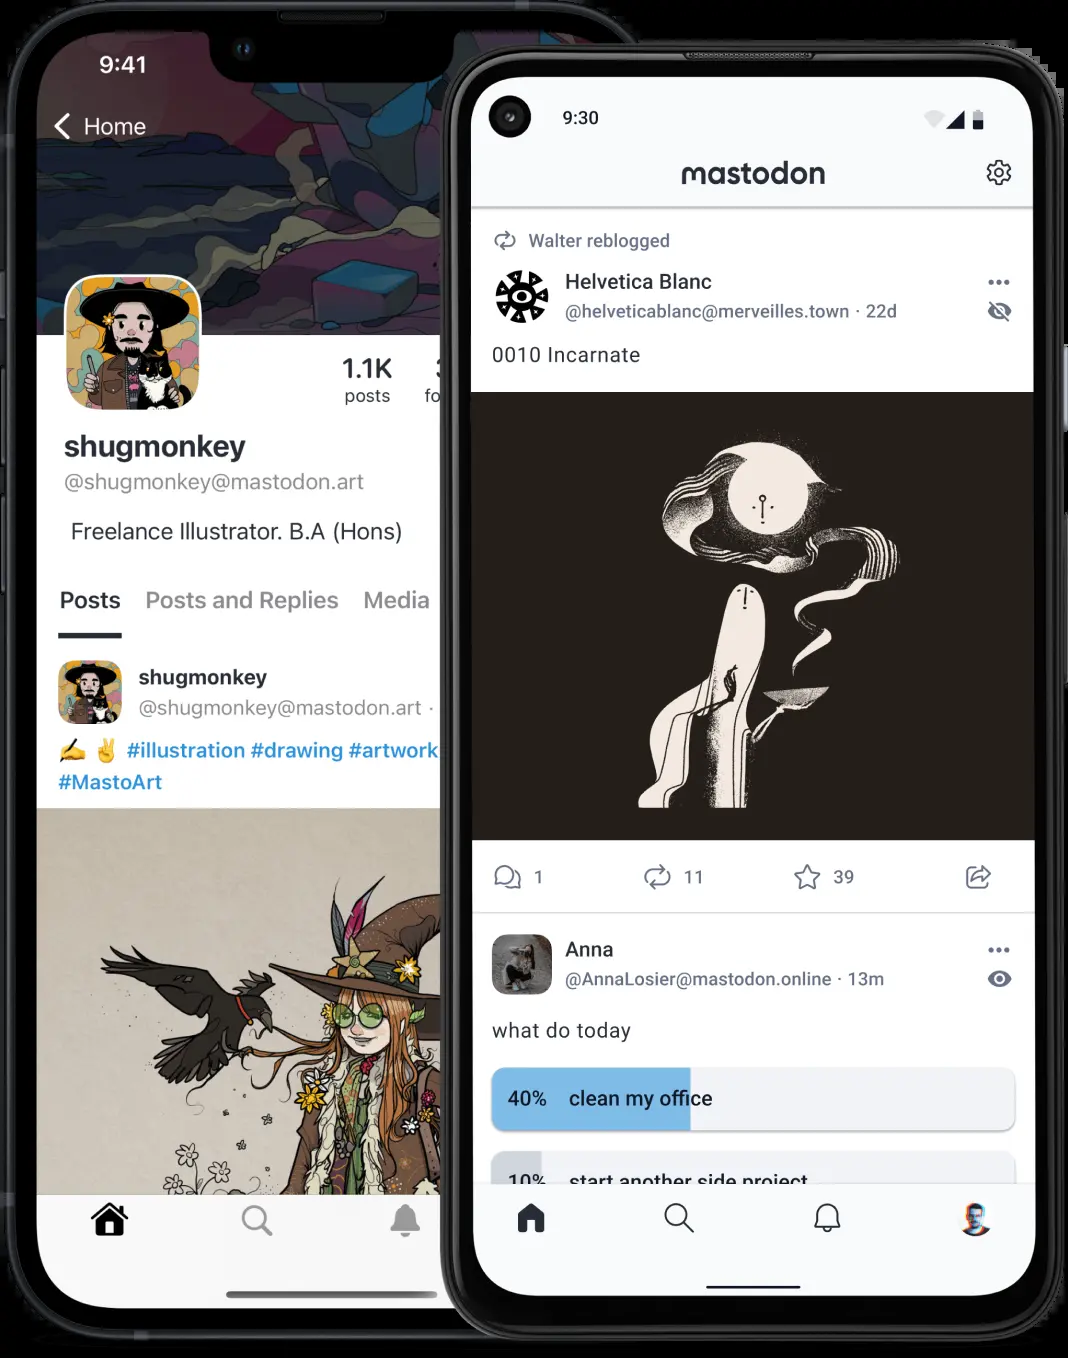 9:41
Home
1.1K
posts
fo
shugmonkey
@shugmonkey@mastodon.art
Freelance Illustrator. B.A (Hons)
Posts Posts and Replies Media
shugmonkey
@shugmonkey@mastodon.art ·
✍️ ✌️ #illustration #drawing #artwork
#MastoArt
9:30
mastodon
Walter reblogged
Helvetica Blanc
@helveticablanc@merveilles.town · 22d
0010 Incarnate
1 11 39
Anna
@AnnaLosier@mastodon.online · 13m
what do today
40% clean my office
10% start another side project